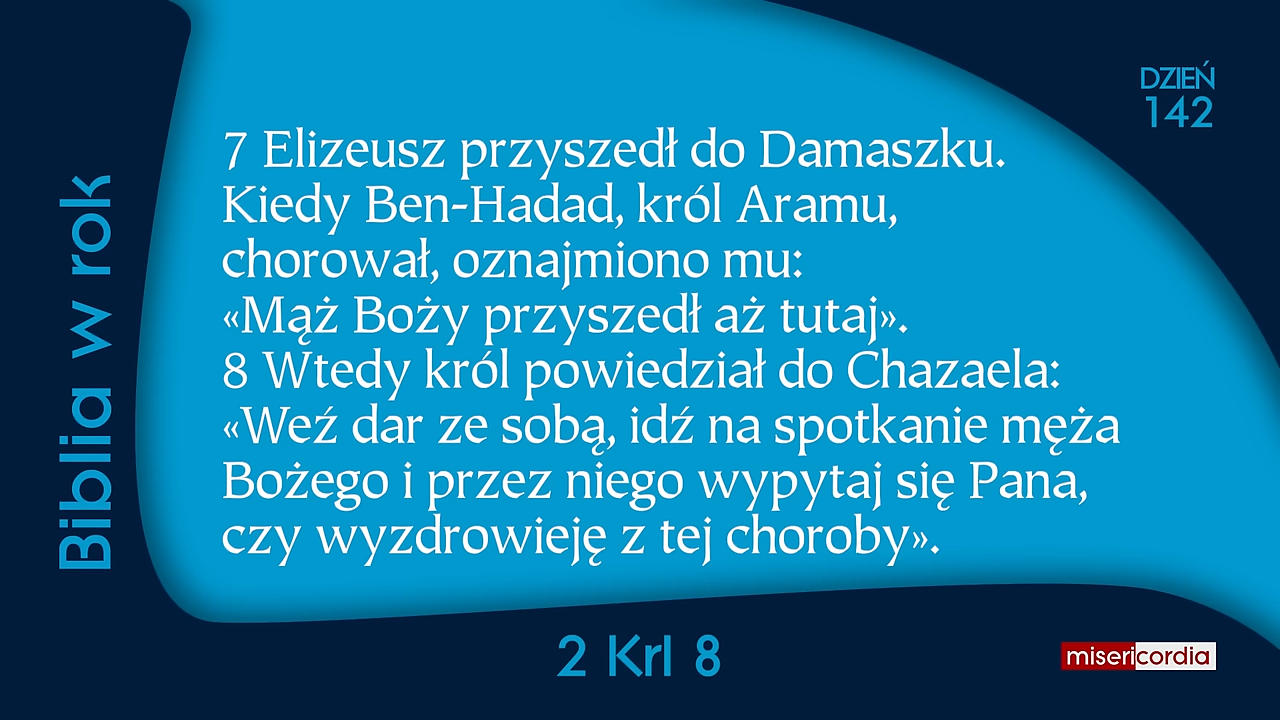 DZIEŃ
142
7 Elizeusz przyszedł do Damaszku.
Kiedy Ben-Hadad, król Aramu,
chorował, oznajmiono mu:
«Mąż Boży przyszedł aż tutaj».
8 Wtedy król powiedział do Chazaela:
«Weź dar ze sobą, idź na spotkanie męża
Bożego i przez niego wypytaj się Pana,
czy wyzdrowieję z tej choroby».
Biblia w rok
2 Krl 8
misericordia